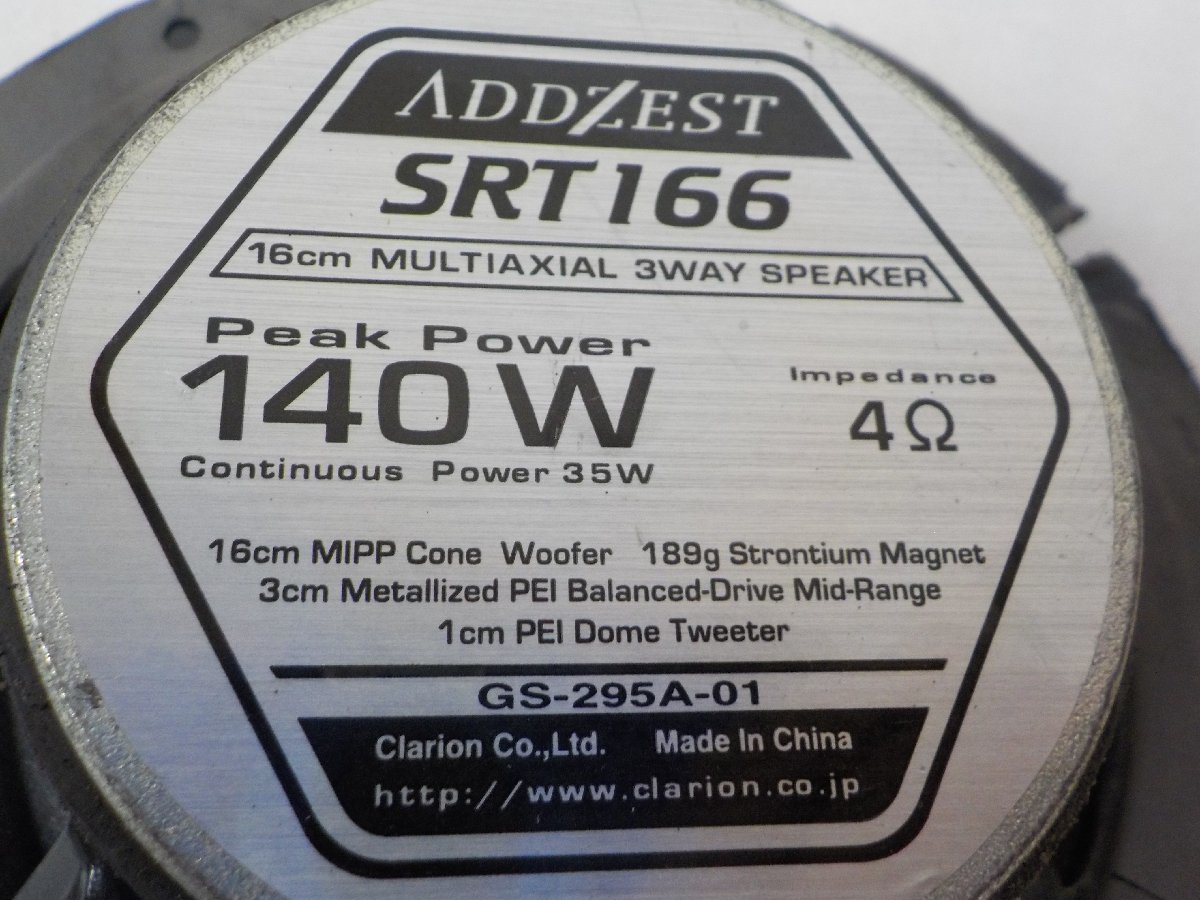 ADDZEST
SRT166
16cm MULTIAXIAL 3WAY SPEAKER
Peak Power
140W
Continuous Power 35W
Impedance
4Ω
16cm MIPP Cone Woofer 189g Strontium Magnet
3cm Metallized PEI Balanced-Drive Mid-Range
1cm PEI Dome Tweeter
GS-295A-01
Clarion Co.,Ltd. Made In China
http://www.clarion.co.jp